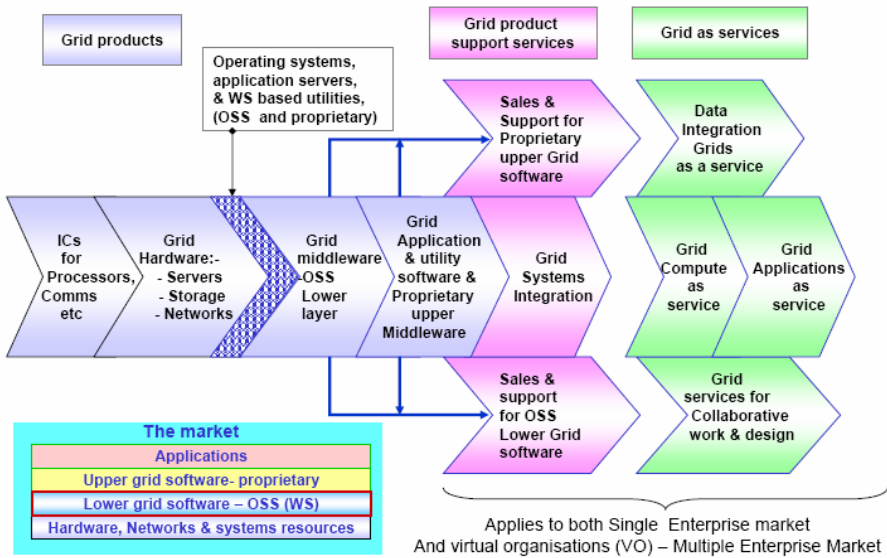 Grid products
Grid product
support services
Grid as services
Operating systems,
application servers,
& WS based utilities,
(OSS and proprietary)
Sales &
Support for
Proprietary
upper Grid
software
Data
Integration
Grids
as a service
ICs
for
Processors,
Comms
etc
Grid
Hardware:-
- Servers
- Storage
- Networks
Grid
middleware
-OSS
Lower
layer
Grid
Application
& utility
software &
Proprietary
upper
Middleware
Grid
Systems
Integration
Grid
Compute
as
service
Grid
Applications
as
service
Sales &
support
for OSS
Lower Grid
software
Grid
services for
Collaborative
work & design
The market
Applications
Upper grid software- proprietary
Lower grid software – OSS (WS)
Hardware, Networks & systems resources
Applies to both Single Enterprise market
And virtual organisations (VO) – Multiple Enterprise Market